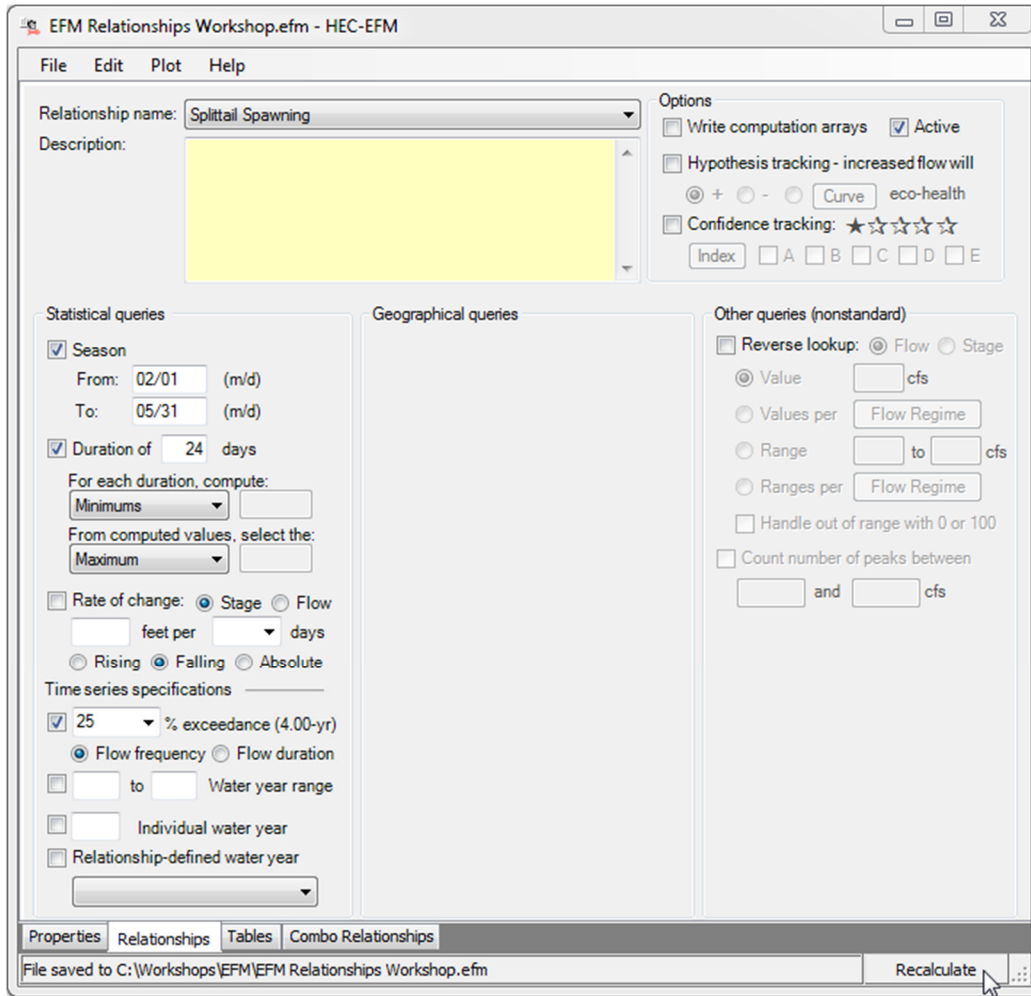 EFM Relationships Workshop.efm - HEC-EFM
File Edit Plot Help
Relationship name: Splittail Spawning
Description:
Options
Write computation arrays Active
Hypothesis tracking - increased flow will
+ - Curve eco-health
Confidence tracking: ★☆☆☆☆
Index A B C D E
Statistical queries
Season
From: 02/01 (m/d)
To: 05/31 (m/d)
Duration of 24 days
For each duration, compute:
Minimums
From computed values, select the:
Maximum
Rate of change: Stage Flow
feet per days
Rising Falling Absolute
Time series specifications
25 % exceedance (4.00-yr)
Flow frequency Flow duration
to Water year range
Individual water year
Relationship-defined water year
Geographical queries
Other queries (nonstandard)
Reverse lookup: Flow Stage
Value cfs
Values per Flow Regime
Range to cfs
Ranges per Flow Regime
Handle out of range with 0 or 100
Count number of peaks between
and cfs
Properties Relationships Tables Combo Relationships
File saved to C:\Workshops\EFM\EFM Relationships Workshop.efm Recalculate